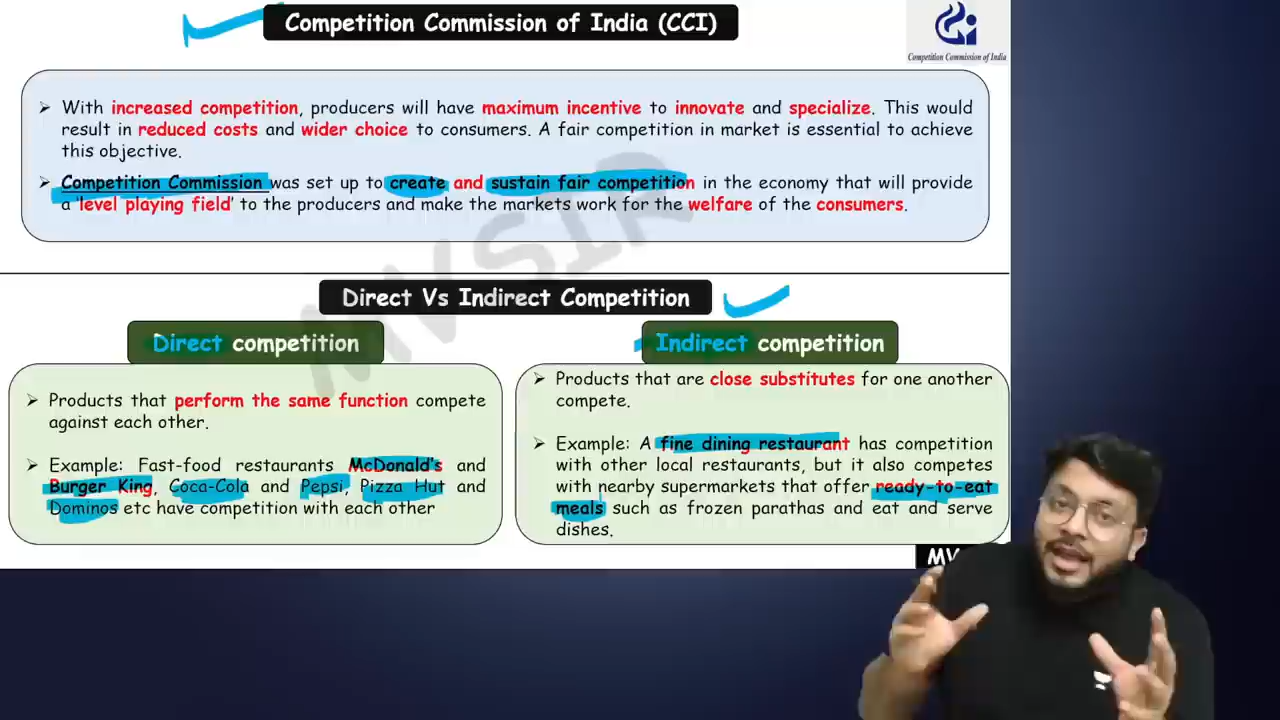 Competition Commission of India (CCI)
Competition Commission of India
➢ With increased competition, producers will have maximum incentive to innovate and specialize. This would
result in reduced costs and wider choice to consumers. A fair competition in market is essential to achieve
this objective.
➢ Competition Commission was set up to create and sustain fair competition in the economy that will provide
a 'level playing field' to the producers and make the markets work for the welfare of the consumers.
MVSIR
Direct Vs Indirect Competition
Direct competition
➢ Products that perform the same function compete
against each other.
➢ Example: Fast-food restaurants McDonald's and
Burger King, Coca-Cola and Pepsi, Pizza Hut and
Dominos etc have competition with each other
Indirect competition
➢ Products that are close substitutes for one another
compete.
➢ Example: A fine dining restaurant has competition
with other local restaurants, but it also competes
with nearby supermarkets that offer ready-to-eat
meals such as frozen parathas and eat and serve
dishes.